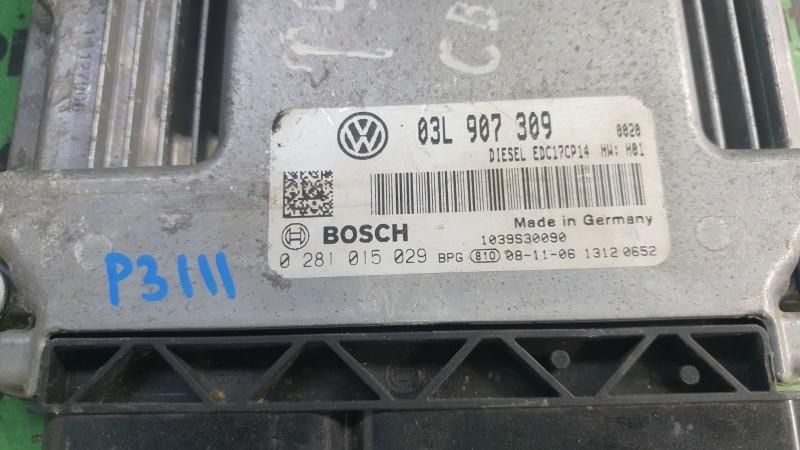 CB
03L 907 309 0020
DIESEL EDC17CP14 HW: H01
Made in Germany
BOSCH 1039S30090
0 281 015 029 BPG 810 08-11-06 1312 0652
P3111